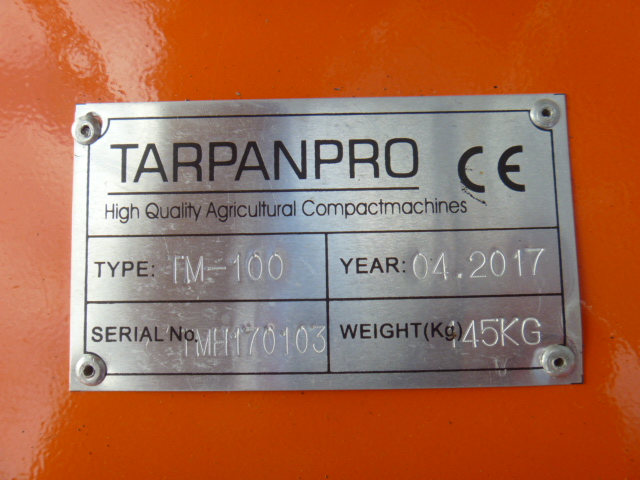 TARPANPRO CE
High Quality Agricultural Compactmachines
TYPE: TM-100 YEAR: 04.2017
SERIAL No. TMH170103 WEIGHT(Kg) 145KG